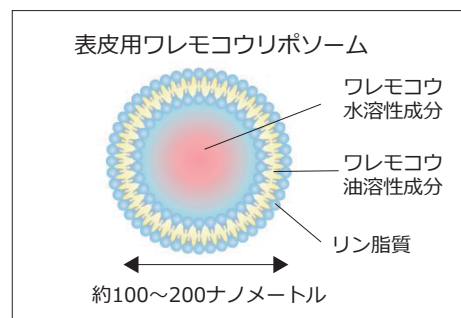 表皮用ワレモコウリポソーム
ワレモコウ
水溶性成分
ワレモコウ
油溶性成分
リン脂質
約100～200ナノメートル